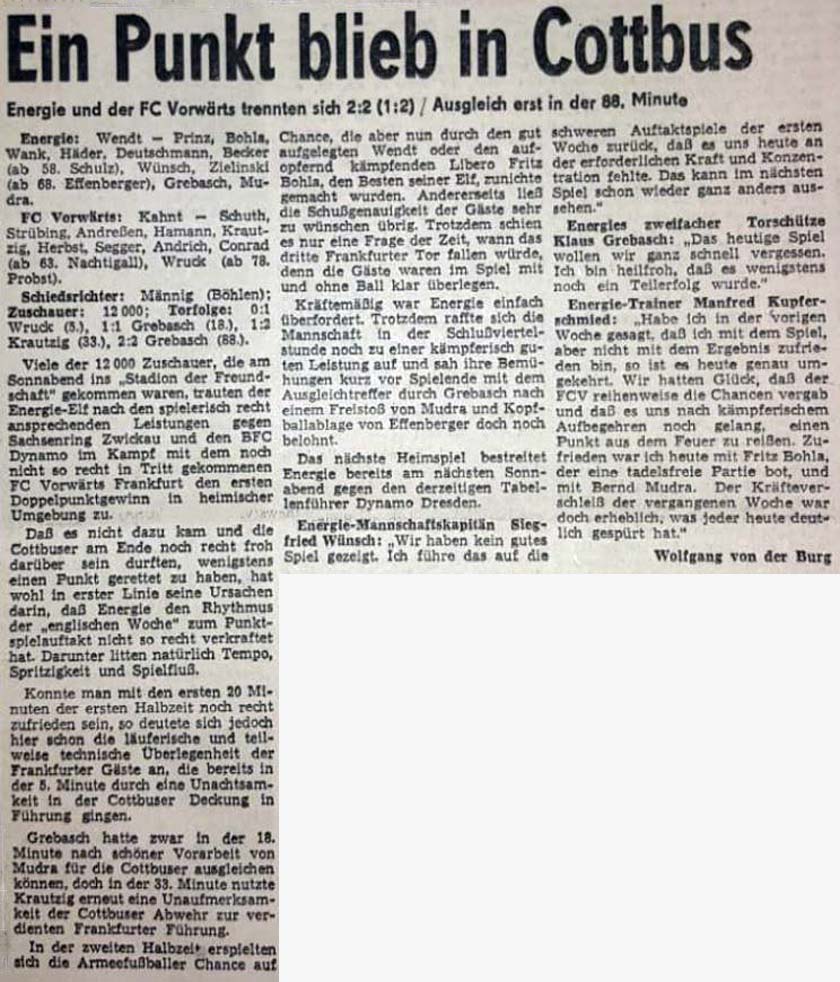 Ein Punkt blieb in Cottbus
Energie und der FC Vorwärts trennten sich 2:2 (1:2) / Ausgleich erst in der 88. Minute
Energie: Wendt — Prinz, Bohla,
Wank, Häder, Deutschmann, Becker
(ab 58. Schulz), Wünsch, Zielinski
(ab 68. Effenberger), Grebasch, Mu-
dra.
FC Vorwärts: Kahnt — Schuth,
Strübing, Andreßen, Hamann, Kraut-
zig, Herbst, Segger, Andrich, Conrad
(ab 63. Nachtigall), Wruck (ab 78.
Probst).
Schiedsrichter: Männig (Böhlen);
Zuschauer: 12 000; Torfolge: 0:1
Wruck (5.), 1:1 Grebasch (18.), 1:2
Krautzig (33.), 2:2 Grebasch (88.).
Viele der 12 000 Zuschauer, die am
Sonnabend ins „Stadion der Freund-
schaft" gekommen waren, trauten der
Energie-Elf nach den spielerisch recht
ansprechenden Leistungen gegen
Sachsenring Zwickau und den BFC
Dynamo im Kampf mit dem noch
nicht so recht in Tritt gekommenen
FC Vorwärts Frankfurt den ersten
Doppelpunktgewinn in heimischer
Umgebung zu.
Daß es nicht dazu kam und die
Cottbuser am Ende noch recht froh
darüber sein durften, wenigstens
einen Punkt gerettet zu haben, hat
wohl in erster Linie seine Ursachen
darin, daß Energie den Rhythmus
der „englischen Woche" zum Punkt-
spielauftakt nicht so recht verkraftet
hat. Darunter litten natürlich Tempo,
Spritzigkeit und Spielfluß.
Konnte man mit den ersten 20 Mi-
nuten der ersten Halbzeit noch recht
zufrieden sein, so deutete sich jedoch
hier schon die läuferische und teil-
weise technische Überlegenheit der
Frankfurter Gäste an, die bereits in
der 5. Minute durch eine Unachtsam-
keit in der Cottbuser Deckung in
Führung gingen.
Grebasch hatte zwar in der 18.
Minute nach schöner Vorarbeit von
Mudra für die Cottbuser ausgleichen
können, doch in der 33. Minute nutzte
Krautzig erneut eine Unaufmerksam-
keit der Cottbuser Abwehr zur ver-
dienten Frankfurter Führung.
In der zweiten Halbzeit erspielten
sich die Armeefußballer Chance auf
Chance, die aber nun durch den gut
aufgelegten Wendt oder den auf-
opfernd kämpfenden Libero Fritz
Bohla, den Besten seiner Elf, zunichte
gemacht wurden. Andererseits ließ
die Schußgenauigkeit der Gäste sehr
zu wünschen übrig. Trotzdem schien
es nur eine Frage der Zeit, wann das
dritte Frankfurter Tor fallen würde,
denn die Gäste waren im Spiel mit
und ohne Ball klar überlegen.
Kräftemäßig war Energie einfach
überfordert. Trotzdem raffte sich die
Mannschaft in der Schlußviertel-
stunde noch zu einer kämpferisch gu-
ten Leistung auf und sah ihre Bemü-
hungen kurz vor Spielende mit dem
Ausgleichtreffer durch Grebasch nach
einem Freistoß von Mudra und Kopf-
ballablage von Effenberger doch noch
belohnt.
Das nächste Heimspiel bestreitet
Energie bereits am nächsten Sonn-
abend gegen den derzeitigen Tabel-
lenführer Dynamo Dresden.
Energie-Mannschaftskapitän Sieg-
fried Wünsch: „Wir haben kein gutes
Spiel gezeigt. Ich führe das auf die
schweren Auftaktspiele der ersten
Woche zurück, daß es uns heute an
der erforderlichen Kraft und Konzen-
tration fehlte. Das kann im nächsten
Spiel schon wieder ganz anders aus-
sehen."
Energies zweifacher Torschütze
Klaus Grebasch: „Das heutige Spiel
wollen wir ganz schnell vergessen.
Ich bin heilfroh, daß es wenigstens
noch ein Teilerfolg wurde."
Energie-Trainer Manfred Kupfer-
schmied: „Habe ich in der vorigen
Woche gesagt, daß ich mit dem Spiel,
aber nicht mit dem Ergebnis zufrie-
den bin, so ist es heute genau um-
gekehrt. Wir hatten Glück, daß der
FCV reihenweise die Chancen vergab
und daß es uns nach kämpferischem
Aufbegehren noch gelang, einen
Punkt aus dem Feuer zu reißen. Zu-
frieden war ich heute mit Fritz Bohla,
der eine tadelsfreie Partie bot, und
mit Bernd Mudra. Der Kräftever-
schleiß der vergangenen Woche war
doch erheblich, was jeder heute deut-
lich gespürt hat."
Wolfgang von der Burg